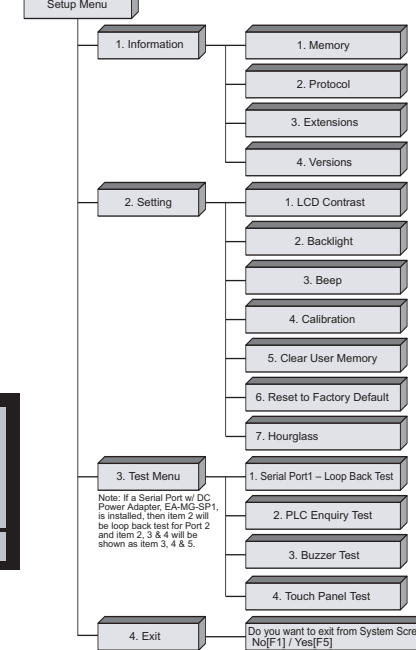 Setup Menu
1. Information
1. Memory
2. Protocol
3. Extensions
4. Versions
2. Setting
1. LCD Contrast
2. Backlight
3. Beep
4. Calibration
5. Clear User Memory
6. Reset to Factory Default
7. Hourglass
3. Test Menu
Note: If a Serial Port w/ DC
Power Adapter, EA-MG-SP1,
is installed, then item 2 will
be loop back test for Port 2
and item 2, 3 & 4 will be
shown as item 3, 4 & 5.
1. Serial Port1 – Loop Back Test
2. PLC Enquiry Test
3. Buzzer Test
4. Touch Panel Test
4. Exit
Do you want to exit from System
No[F1] / Yes[F5]